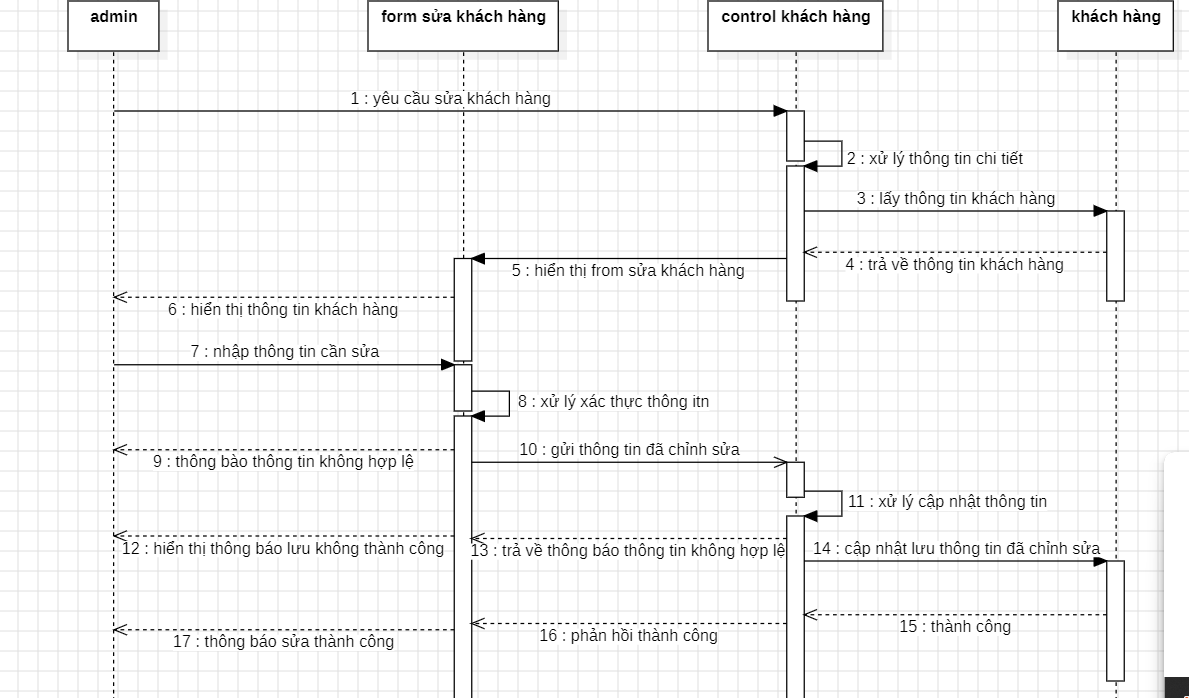 admin
form sửa khách hàng
control khách hàng
khách hàng
1 : yêu cầu sửa khách hàng
2 : xử lý thông tin chi tiết
3 : lấy thông tin khách hàng
4 : trả về thông tin khách hàng
5 : hiển thị from sửa khách hàng
6 : hiển thị thông tin khách hàng
7 : nhập thông tin cần sửa
8 : xử lý xác thực thông itn
9 : thông bào thông tin không hợp lệ
10 : gửi thông tin đã chỉnh sửa
11 : xử lý cập nhật thông tin
12 : hiển thị thông báo lưu không thành công
13 : trả về thông báo thông tin không hợp lệ
14 : cập nhật lưu thông tin đã chỉnh sửa
15 : thành công
16 : phản hồi thành công
17 : thông báo sửa thành công